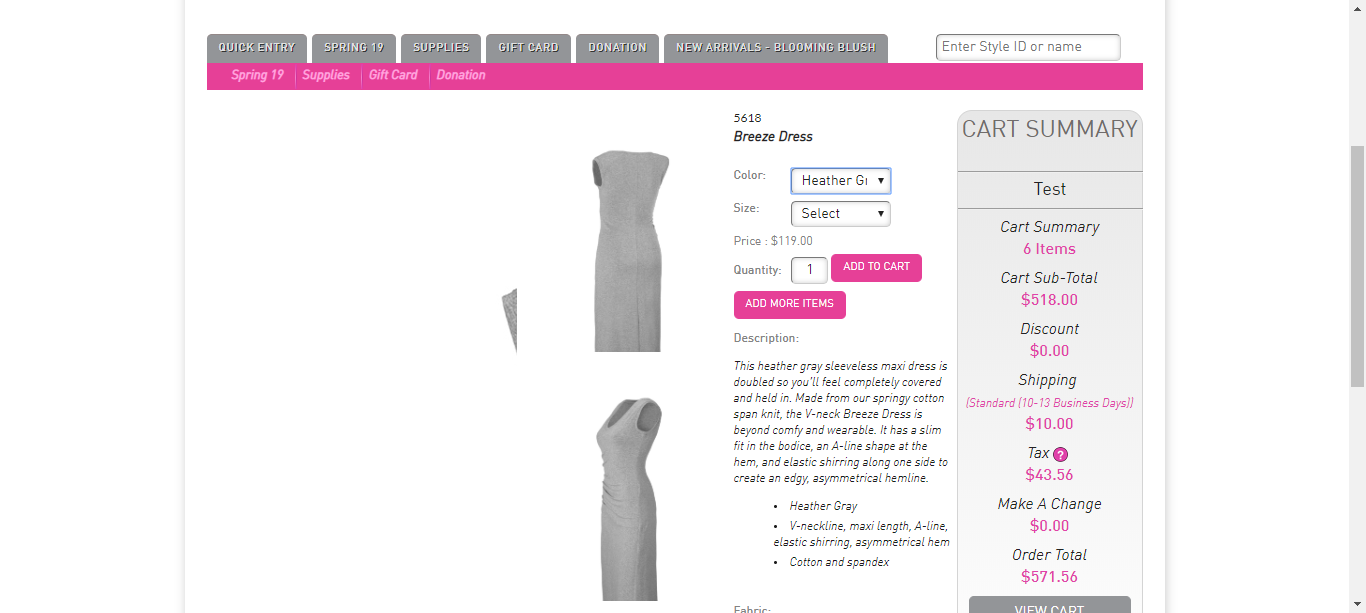 QUICK ENTRY SPRING 19 SUPPLIES GIFT CARD DONATION NEW ARRIVALS - BLOOMING BLUSH Enter Style ID or name
Spring 19 Supplies Gift Card Donation
5618
Breeze Dress
Color: Heather Gr
Size: Select
Price : $119.00
Quantity: 1 ADD TO CART
ADD MORE ITEMS
Description:
This heather gray sleeveless maxi dress is
doubled so you'll feel completely covered
and held in. Made from our springy cotton
span knit, the V-neck Breeze Dress is
beyond comfy and wearable. It has a slim
fit in the bodice, an A-line shape at the
hem, and elastic shirring along one side to
create an edgy, asymmetrical hemline.
• Heather Gray
• V-neckline, maxi length, A-line,
elastic shirring, asymmetrical hem
• Cotton and spandex
Fabric:
CART SUMMARY
Test
Cart Summary
6 Items
Cart Sub-Total
$518.00
Discount
$0.00
Shipping
(Standard (10-13 Business Days))
$10.00
Tax ?
$43.56
Make A Change
$0.00
Order Total
$571.56
VIEW CART